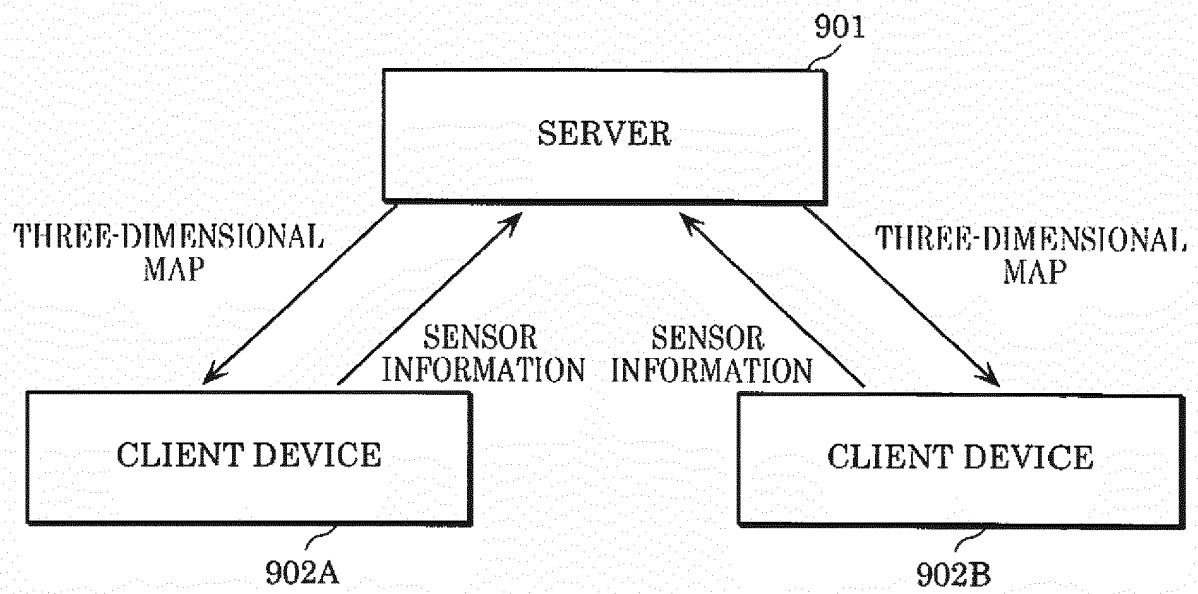 901
SERVER
THREE-DIMENSIONAL
MAP
THREE-DIMENSIONAL
MAP
SENSOR
INFORMATION
SENSOR
INFORMATION
CLIENT DEVICE
CLIENT DEVICE
902A
902B